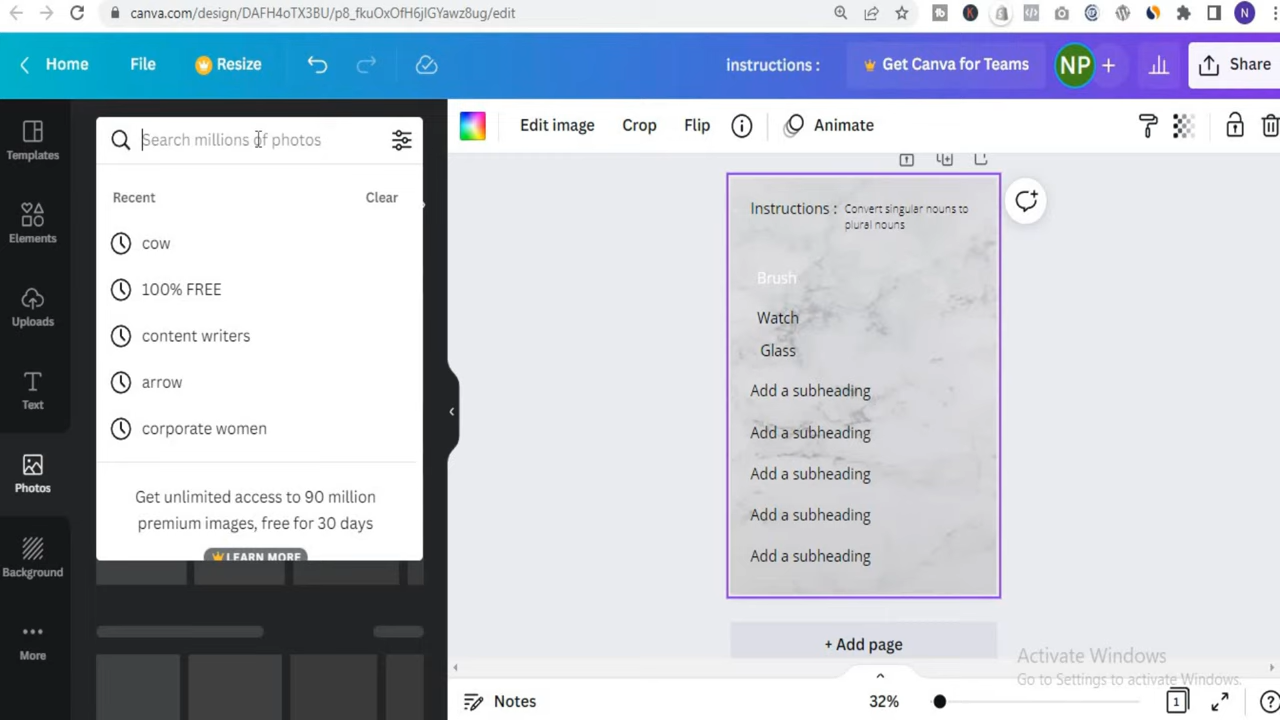 canva.com/design/DAFH4oTX3BU/p8_fkuOxOfH6jIGYawz8ug/edit
N
Home
File
Resize
instructions :
Get Canva for Teams
NP
+
Share
Templates
Elements
Uploads
Text
Photos
Background
More
Search millions of photos
Recent
Clear
cow
100% FREE
content writers
arrow
corporate women
Get unlimited access to 90 million
premium images, free for 30 days
LEARN MORE
Edit image
Crop
Flip
Animate
Instructions :
Convert singular nouns to
plural nouns
Brush
Watch
Glass
Add a subheading
Add a subheading
Add a subheading
Add a subheading
Add a subheading
+ Add page
Activate Windows
Go to Settings to activate Windows.
Notes
32%
1
?